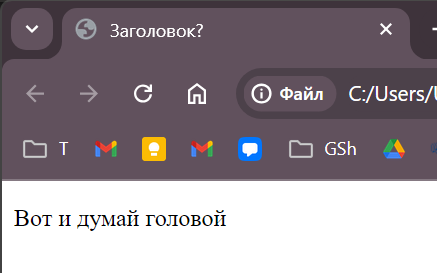 Заголовок?
Файл
C:/Users/
T
GSh
Вот и думай головой